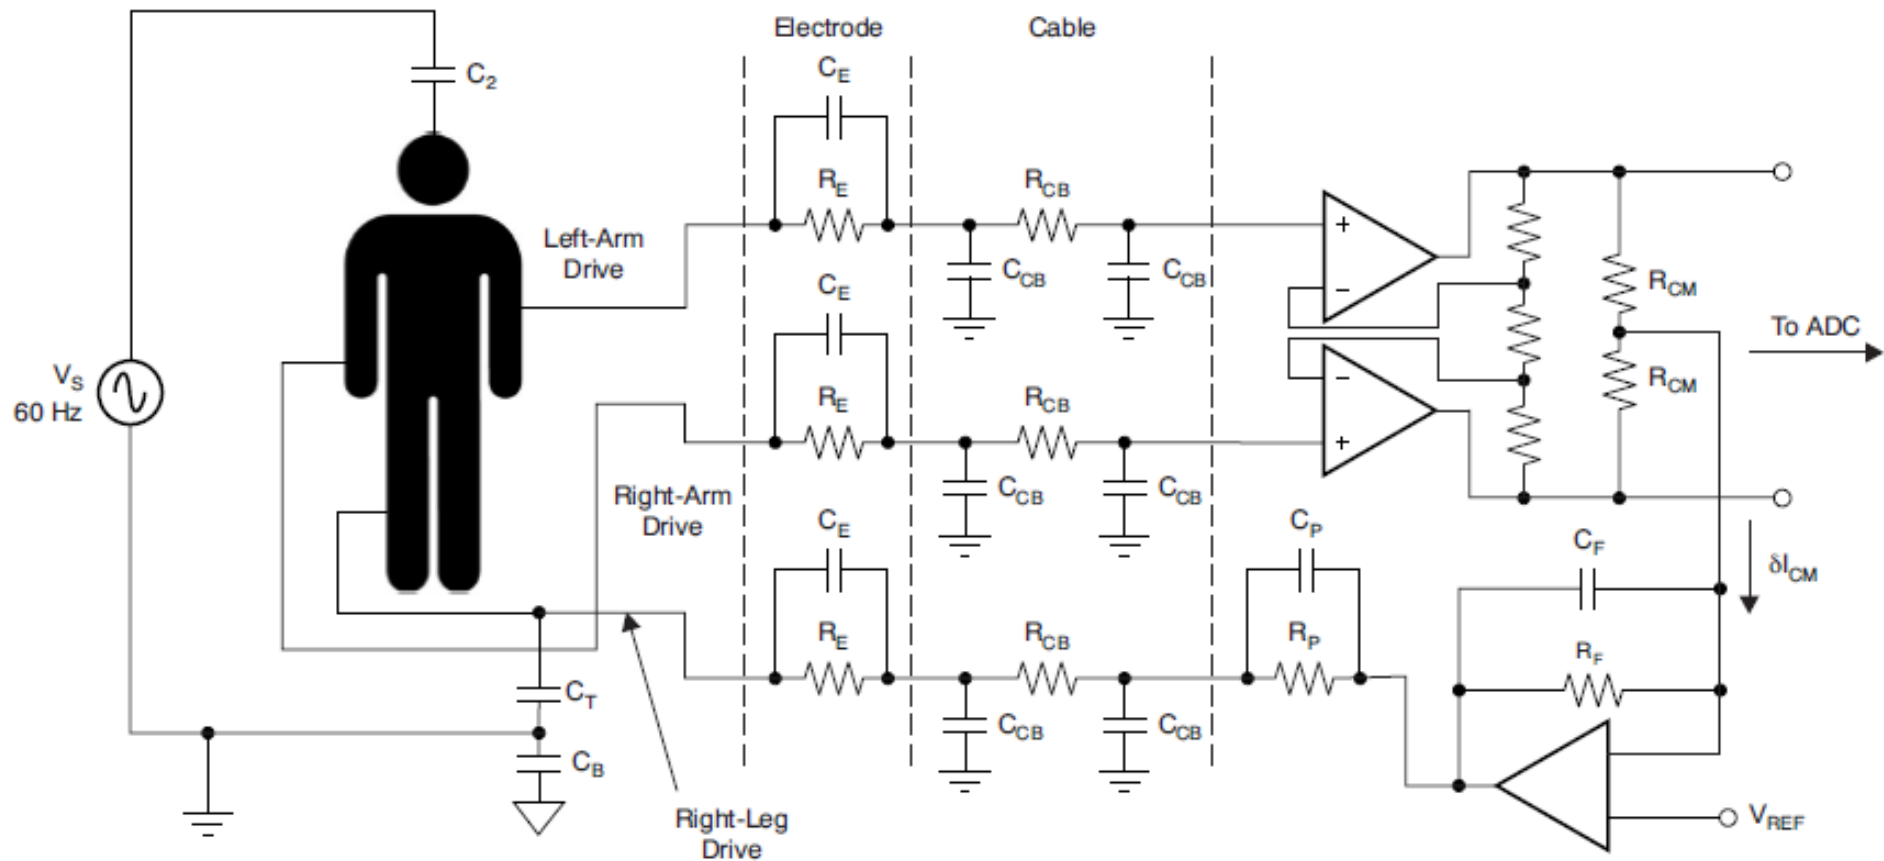 Electrode Cable
C2
CE
RE RCB
Left-Arm
Drive
CCB CCB
RCM
CE
To ADC
VS
60 Hz
RE RCB
RCM
+
−
−
+
Right-Arm
Drive
CCB CCB
CE CP
CF
δICM
RE RCB RP
RF
CT
CCB CCB
CB
Right-Leg
Drive
VREF